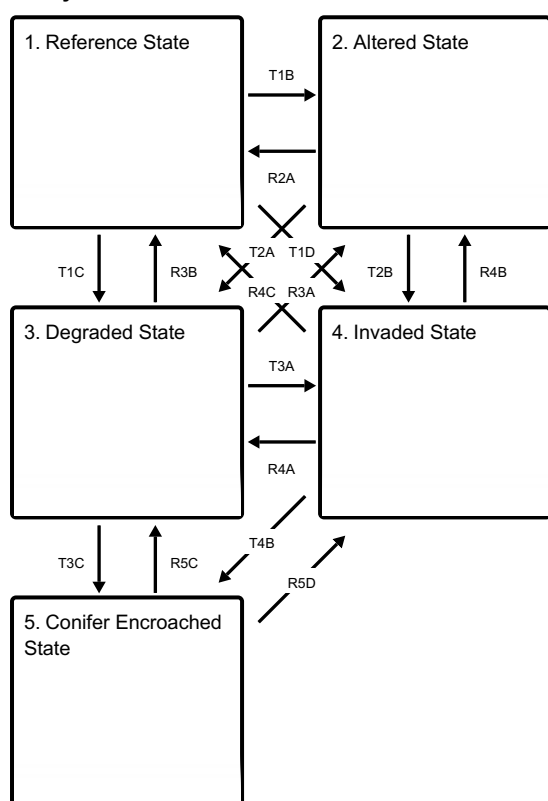 1. Reference State
2. Altered State
T1B
R2A
T1C
R3B
T2A
T1D
T2B
R4B
R4C
R3A
3. Degraded State
4. Invaded State
T3A
R4A
T3C
R5C
T4B
R5D
5. Conifer Encroached
State